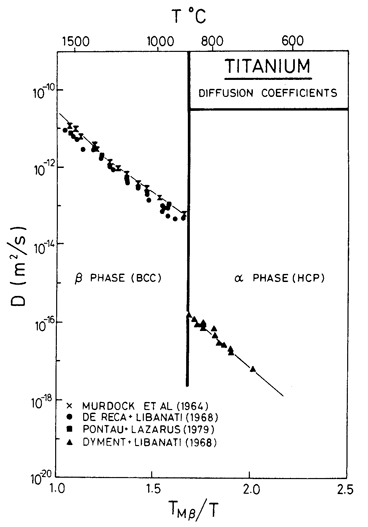 T °C
1500 1000 800 600
TITANIUM
DIFFUSION COEFFICIENTS
10⁻¹⁰
10⁻¹²
10⁻¹⁴
10⁻¹⁶
10⁻¹⁸
10⁻²⁰
D (m²/s)
β PHASE (BCC) α PHASE (HCP)
× MURDOCK ET AL (1964)
● DE RECA + LIBANATI (1968)
■ PONTAU + LAZARUS (1979)
▲ DYMENT + LIBANATI (1968)
1.0 1.5 2.0 2.5
T_Mβ/T